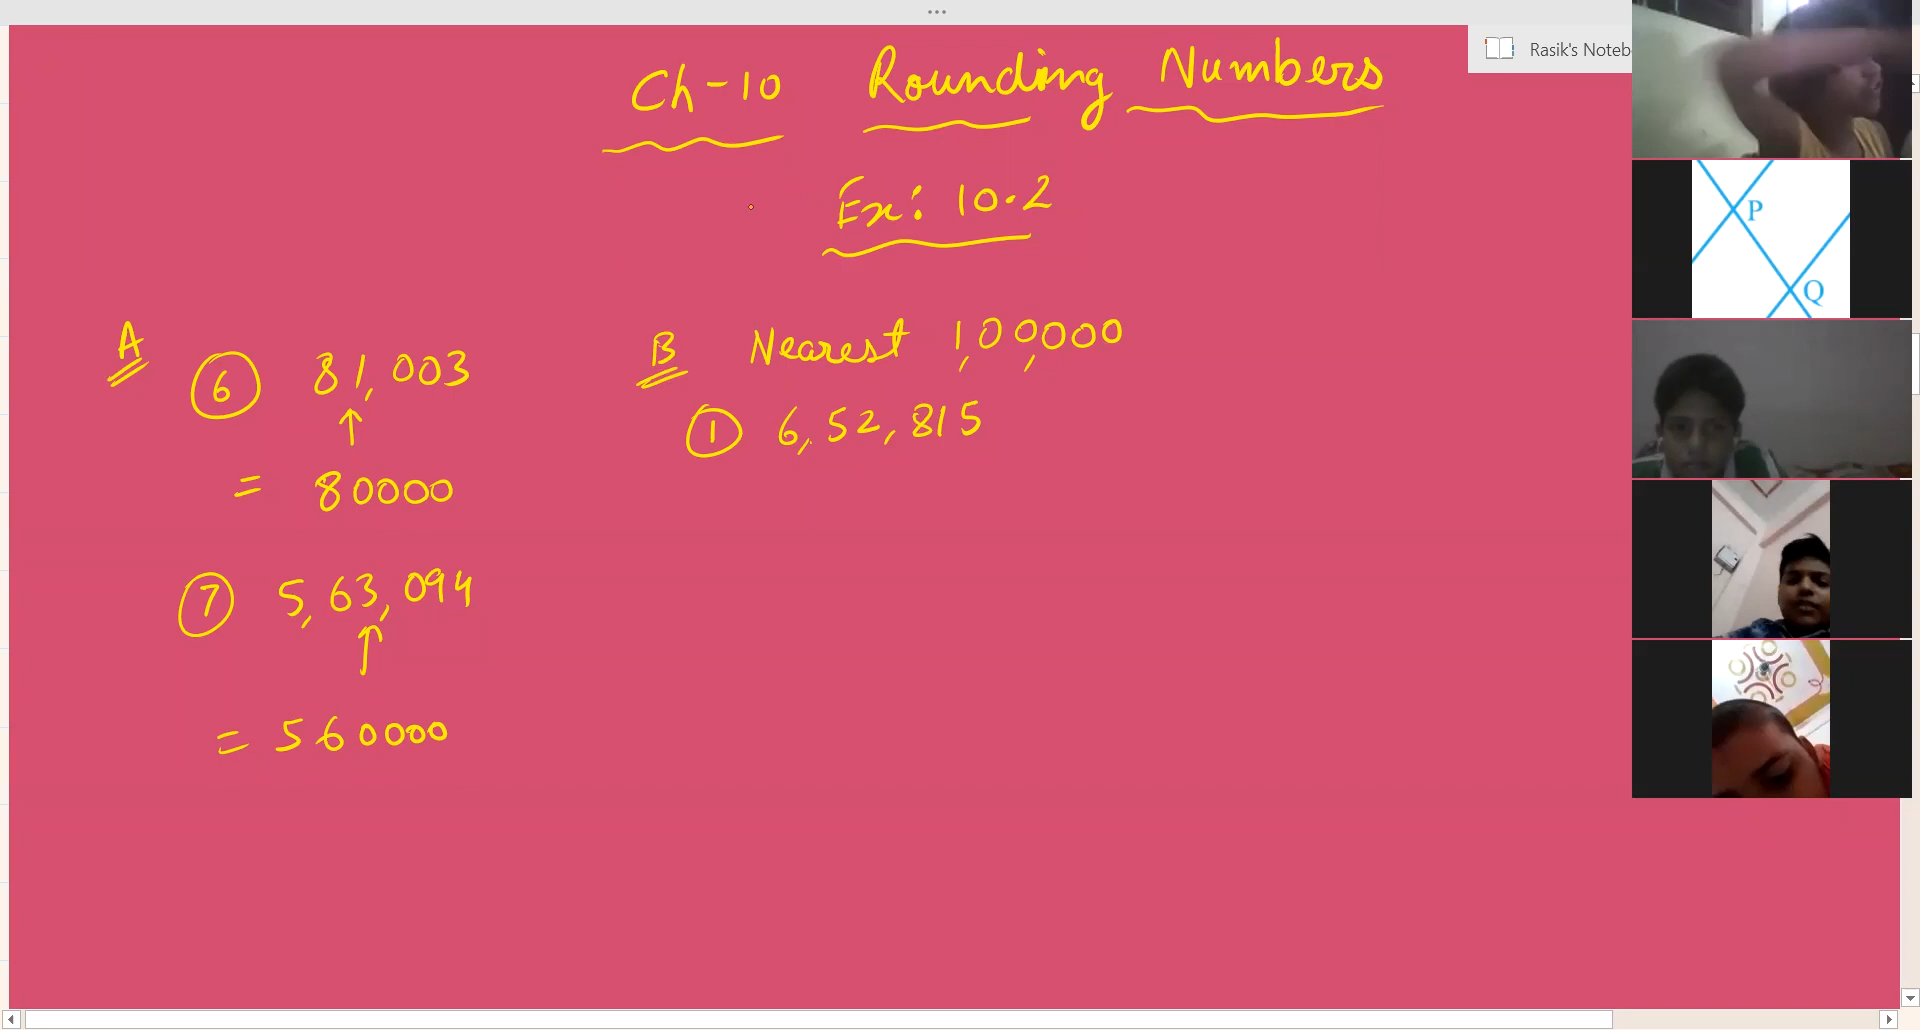 Rasik's Noteb
Ch-10 Rounding Numbers
Ex: 10.2
A
6 81,003
= 80000
7 5,63,094
= 560000
B Nearest 1,00,000
1 6,52,815
P
Q